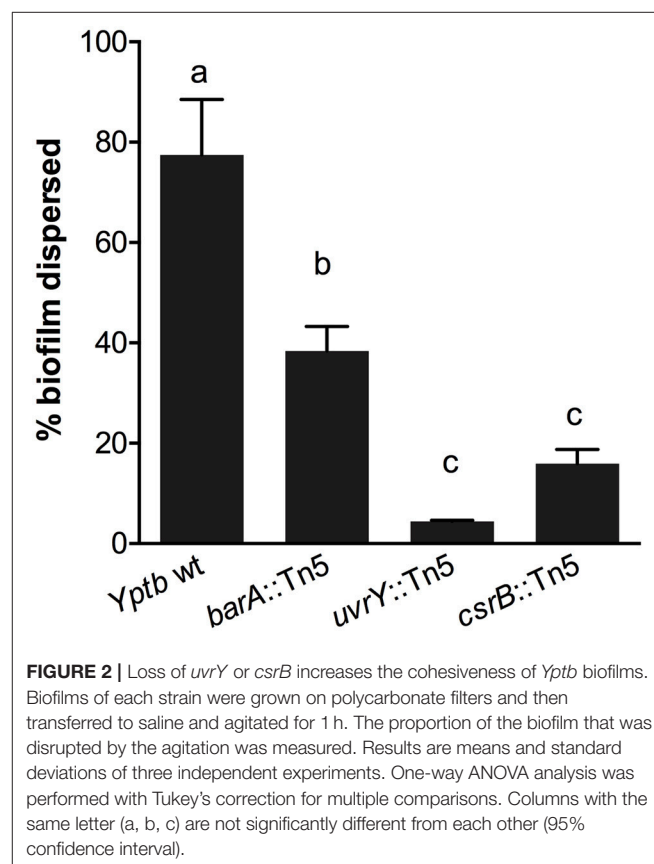 100
a
80
b
60
40
c
c
20
0
% biofilm dispersed
Yptb wt
barA::Tn5
uvrY::Tn5
csrB::Tn5
FIGURE 2 | Loss of uvrY or csrB increases the cohesiveness of Yptb biofilms.
Biofilms of each strain were grown on polycarbonate filters and then
transferred to saline and agitated for 1 h. The proportion of the biofilm that was
disrupted by the agitation was measured. Results are means and standard
deviations of three independent experiments. One-way ANOVA analysis was
performed with Tukey's correction for multiple comparisons. Columns with the
same letter (a, b, c) are not significantly different from each other (95%
confidence interval).